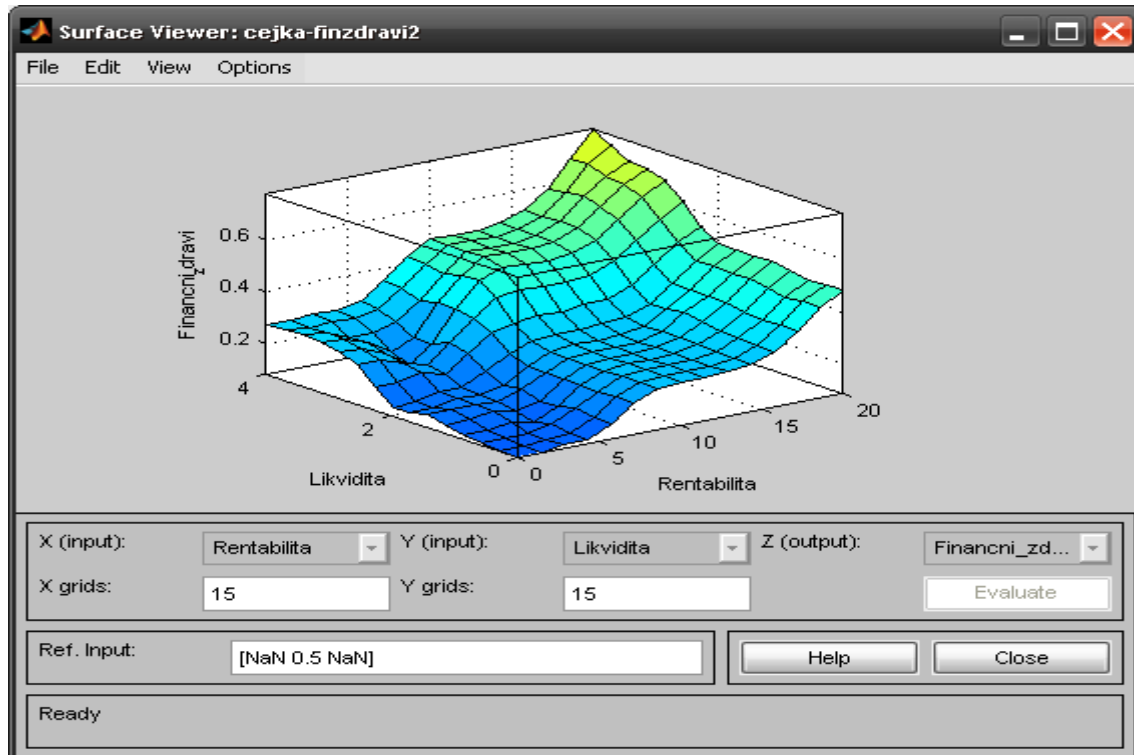 Surface Viewer: cejka-finzdravi2
File Edit View Options
Financni_zdravi
0.6
0.4
0.2
4
2
0
Likvidita
0
5
10
15
20
Rentabilita
X (input): Rentabilita Y (input): Likvidita Z (output): Financni_zd...
X grids: 15 Y grids: 15 Evaluate
Ref. Input: [NaN 0.5 NaN] Help Close
Ready